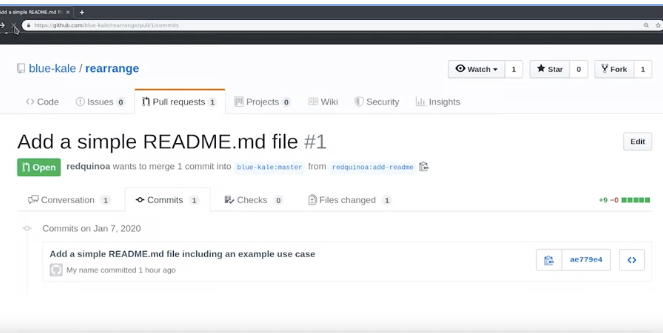 Add a simple README.md fi
https://github.com/blue-kale/rearrange/pull/1/commits
blue-kale / rearrange
Watch 1 Star 0 Fork 1
Code Issues 0 Pull requests 1 Projects 0 Wiki Security Insights
Add a simple README.md file #1
Edit
Open redquinoa wants to merge 1 commit into blue-kale:master from redquinoa:add-readme
Conversation 1 Commits 1 Checks 0 Files changed 1 +9 −0
Commits on Jan 7, 2020
Add a simple README.md file including an example use case
ae779e4
My name committed 1 hour ago